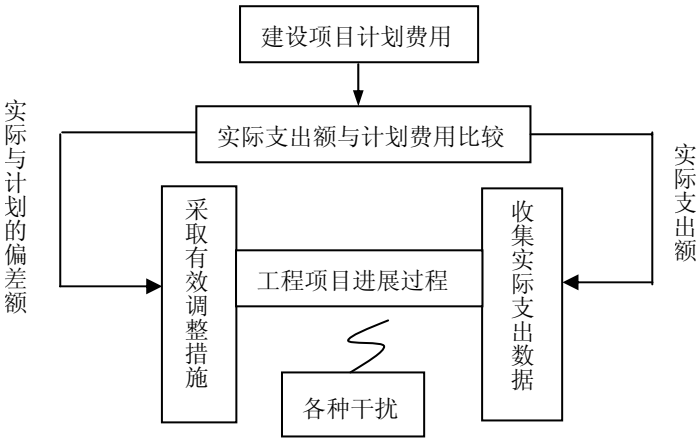 建设项目计划费用
实际支出额与计划费用比较
实际与计划的偏差额
实际支出额
采取有效调整措施
工程项目进展过程
收集实际支出数据
各种干扰